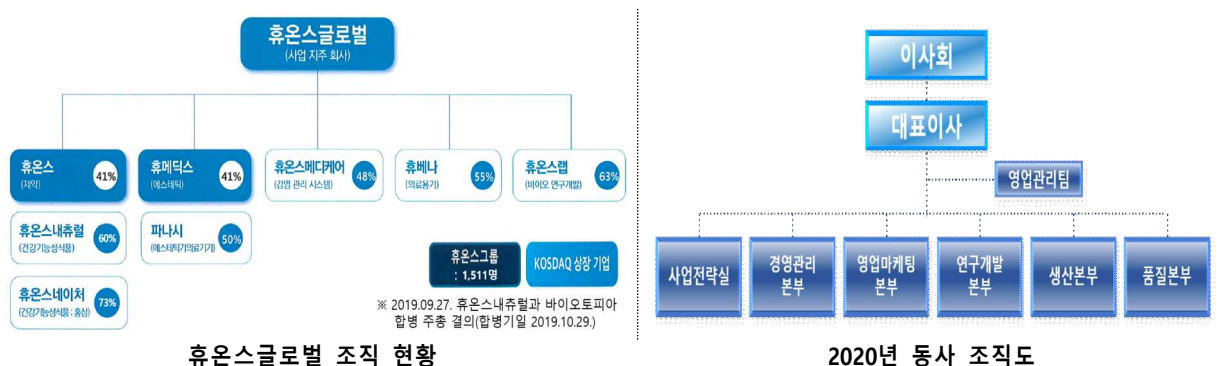 휴온스글로벌
(사업 지주 회사)
휴온스
(제약)
41%
휴메딕스
(에스테틱)
41%
휴온스메디케어
(감염 관리 시스템)
48%
휴베나
(의료용기)
55%
휴온스랩
(바이오 연구개발)
63%
휴온스내츄럴
(건강기능성식품)
60%
파나시
(에스테틱기의료기기)
50%
휴온스네이처
(건강기능성식품 : 홍삼)
73%
휴온스그룹
: 1,511명
KOSDAQ 상장 기업
※ 2019.09.27. 휴온스내츄럴과 바이오토피아
합병 주총 결의(합병기일 2019.10.29.)
휴온스글로벌 조직 현황
이사회
대표이사
영업관리팀
사업전략실
경영관리
본부
영업마케팅
본부
연구개발
본부
생산본부
품질본부
2020년 동사 조직도